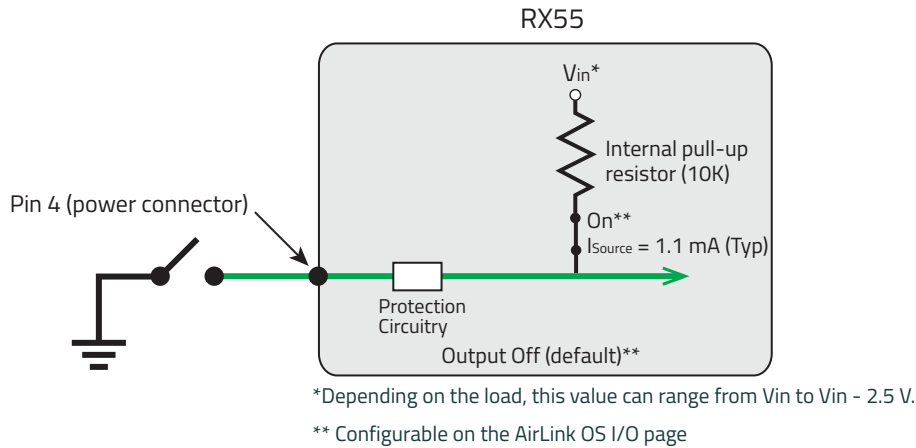 RX55
Vin*
Internal pull-up
resistor (10K)
Pin 4 (power connector)
On**
ISource = 1.1 mA (Typ)
Protection
Circuitry
Output Off (default)**
*Depending on the load, this value can range from Vin to Vin - 2.5 V.
** Configurable on the AirLink OS I/O page